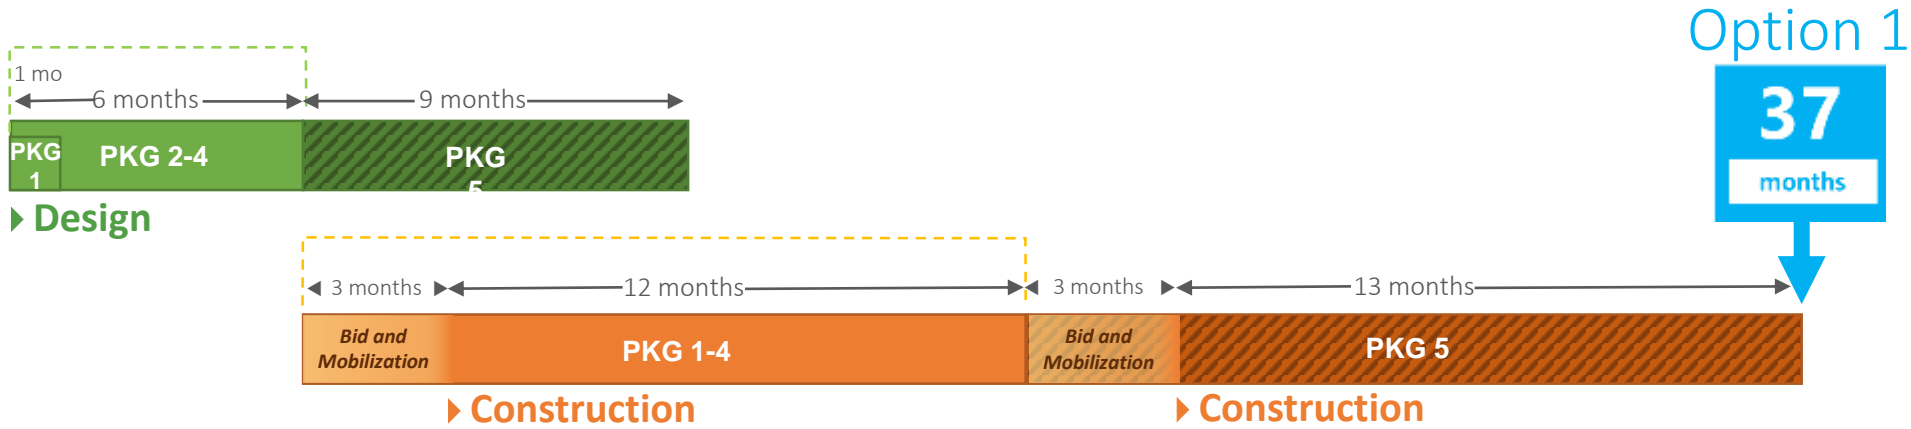 Option 1
37
months
1 mo
6 months
9 months
PKG
1
PKG 2-4
PKG
5
Design
3 months
12 months
3 months
13 months
Bid and
Mobilization
PKG 1-4
Bid and
Mobilization
PKG 5
Construction
Construction